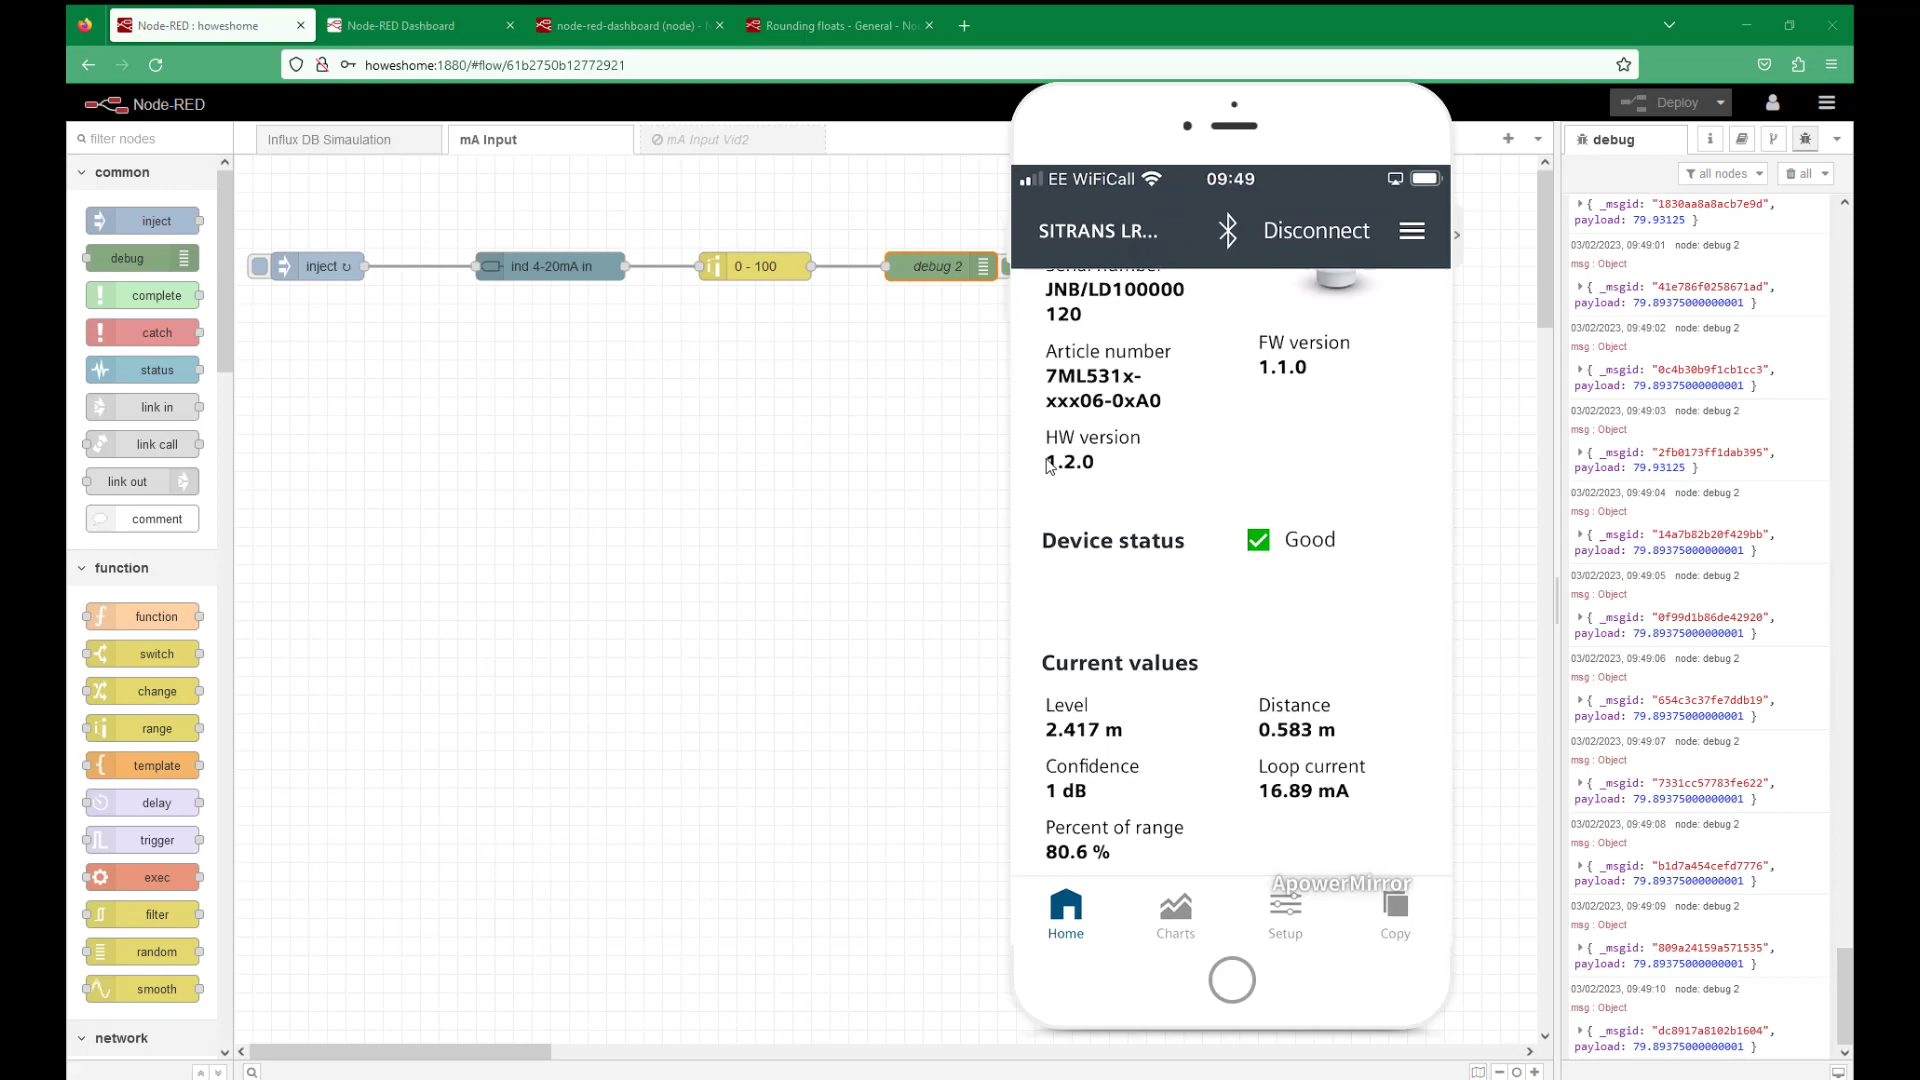 Node-RED : howeshome
Node-RED Dashboard
node-red-dashboard (node) -
Rounding floats - General -
howeshome:1880/#flow/61b2750b12772921
Node-RED
Deploy
filter nodes
Influx DB Simaulation
mA Input
mA Input Vid2
debug
i
all nodes
all
common
inject
debug
complete
catch
status
link in
link call
link out
comment
function
function
switch
change
range
template
delay
trigger
exec
filter
random
smooth
network
inject ↻
ind 4-20mA in
0 - 100
debug 2
EE WiFiCall
09:49
SITRANS LR...
Disconnect
Serial number
JNB/LD100000
120
Article number
7ML531x-
xxx06-0xA0
FW version
1.1.0
HW version
1.2.0
Device status
Good
Current values
Level
2.417 m
Distance
0.583 m
Confidence
1 dB
Loop current
16.89 mA
Percent of range
80.6 %
ApowerMirror
Home
Charts
Setup
Copy
{ _msgid: "1830aa8a8acb7e9d",
payload: 79.93125 }
03/02/2023, 09:49:01 node: debug 2
msg : Object
{ _msgid: "41e786f0258671ad",
payload: 79.89375000000001 }
03/02/2023, 09:49:02 node: debug 2
msg : Object
{ _msgid: "0c4b30b9f1cb1cc3",
payload: 79.89375000000001 }
03/02/2023, 09:49:03 node: debug 2
msg : Object
{ _msgid: "2fb0173ff1dab395",
payload: 79.93125 }
03/02/2023, 09:49:04 node: debug 2
msg : Object
{ _msgid: "14a7b82b20f429bb",
payload: 79.89375000000001 }
03/02/2023, 09:49:05 node: debug 2
msg : Object
{ _msgid: "0f99d1b86de42920",
payload: 79.89375000000001 }
03/02/2023, 09:49:06 node: debug 2
msg : Object
{ _msgid: "654c3c37fe7ddb19",
payload: 79.89375000000001 }
03/02/2023, 09:49:07 node: debug 2
msg : Object
{ _msgid: "7331cc57783fe622",
payload: 79.89375000000001 }
03/02/2023, 09:49:08 node: debug 2
msg : Object
{ _msgid: "b1d7a454cefd7776",
payload: 79.89375000000001 }
03/02/2023, 09:49:09 node: debug 2
msg : Object
{ _msgid: "809a24159a571535",
payload: 79.89375000000001 }
03/02/2023, 09:49:10 node: debug 2
msg : Object
{ _msgid: "dc8917a8102b1604",
payload: 79.89375000000001 }